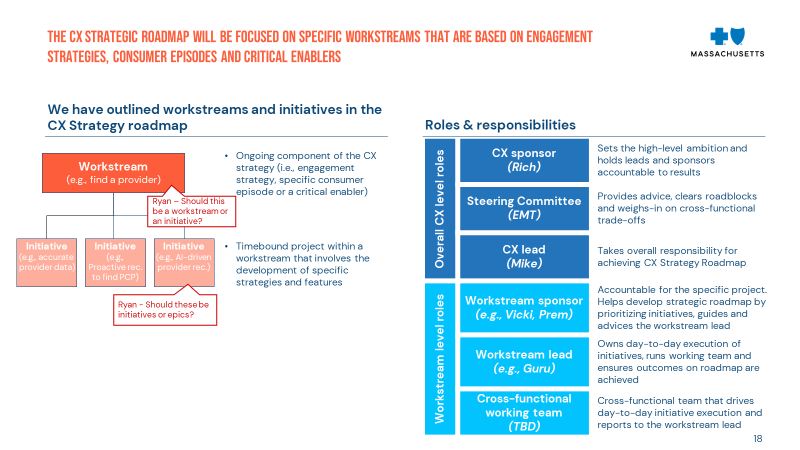 THE CX STRATEGIC ROADMAP WILL BE FOCUSED ON SPECIFIC WORKSTREAMS THAT ARE BASED ON ENGAGEMENT
STRATEGIES, CONSUMER EPISODES AND CRITICAL ENABLERS
MASSACHUSETTS
We have outlined workstreams and initiatives in the
CX Strategy roadmap
Workstream
(e.g., find a provider)
• Ongoing component of the CX
strategy (i.e., engagement
strategy, specific consumer
episode or a critical enabler)
Ryan – Should this
be a workstream or
an initiative?
Initiative
(e.g., accurate
provider data)
Initiative
(e.g.,
Proactive rec.
to find PCP)
Initiative
(e.g., AI-driven
provider rec.)
• Timebound project within a
workstream that involves the
development of specific
strategies and features
Ryan - Should these be
initiatives or epics?
Roles & responsibilities
Overall CX level roles
CX sponsor
(Rich)
Sets the high-level ambition and
holds leads and sponsors
accountable to results
Steering Committee
(EMT)
Provides advice, clears roadblocks
and weighs-in on cross-functional
trade-offs
CX lead
(Mike)
Takes overall responsibility for
achieving CX Strategy Roadmap
Workstream level roles
Workstream sponsor
(e.g., Vicki, Prem)
Accountable for the specific project.
Helps develop strategic roadmap by
prioritizing initiatives, guides and
advices the workstream lead
Workstream lead
(e.g., Guru)
Owns day-to-day execution of
initiatives, runs working team and
ensures outcomes on roadmap are
achieved
Cross-functional
working team
(TBD)
Cross-functional team that drives
day-to-day initiative execution and
reports to the workstream lead
18